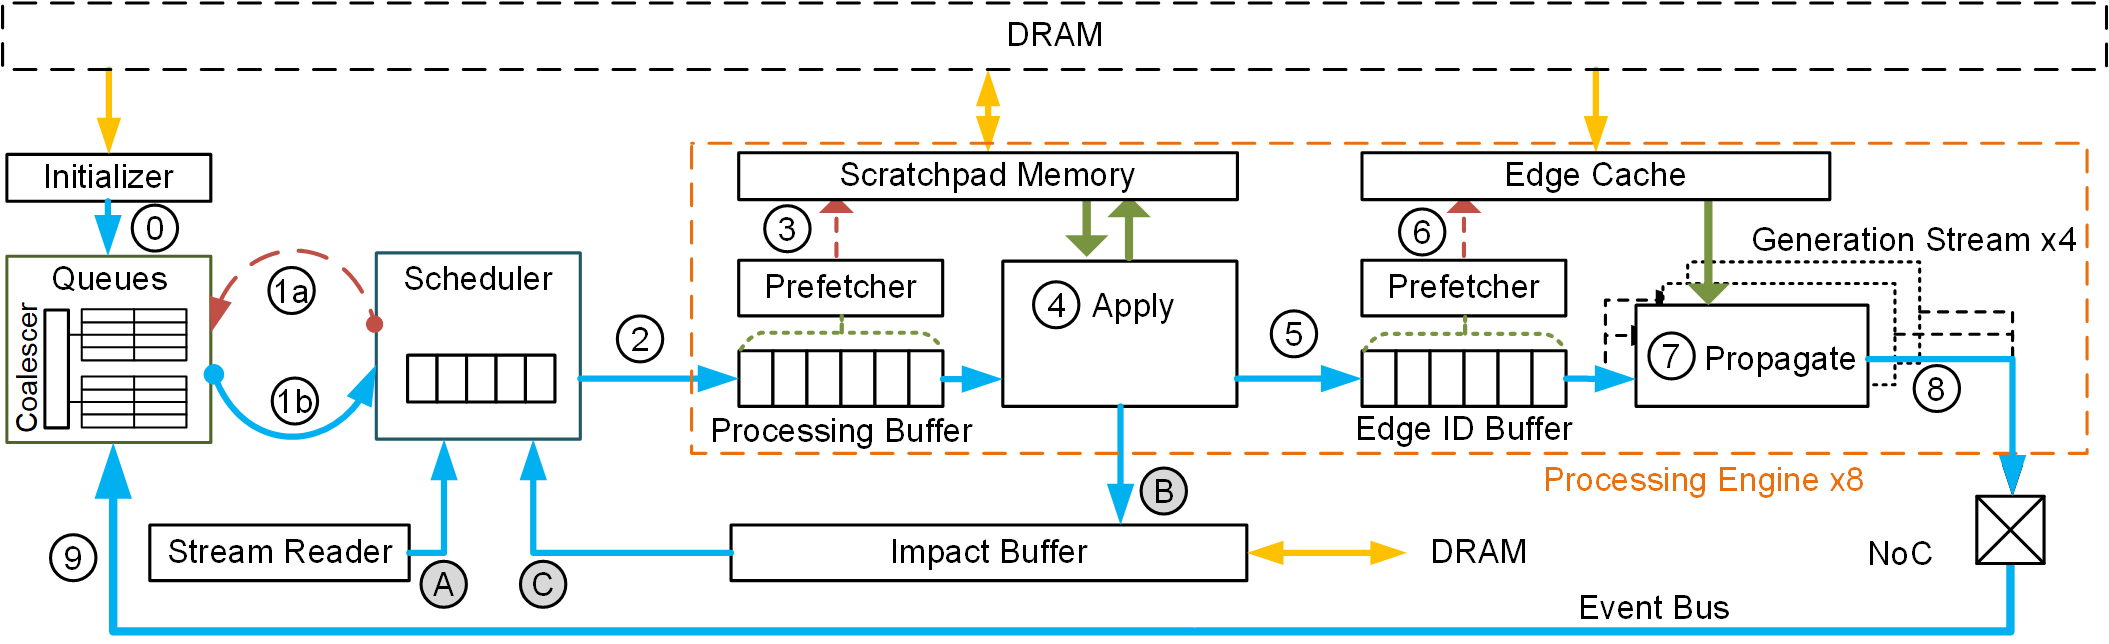 DRAM
Initializer
Scratchpad Memory
Edge Cache
0
3
6
Generation Stream x4
Queues
1a
Scheduler
Prefetcher
4 Apply
Prefetcher
Coalescer
2
5
7 Propagate
1b
8
Processing Buffer
Edge ID Buffer
Processing Engine x8
B
9
Stream Reader
Impact Buffer
DRAM
NoC
A
C
Event Bus